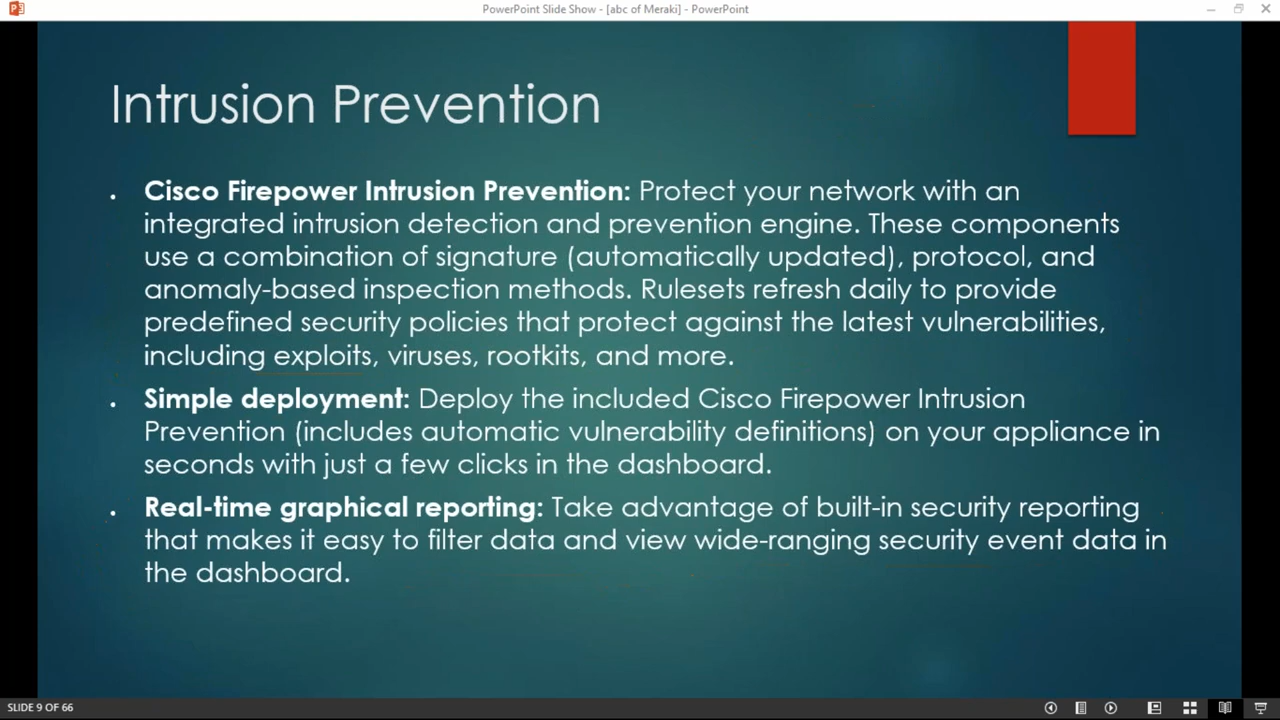 PowerPoint Slide Show - [abc of Meraki] - PowerPoint
Intrusion Prevention
• Cisco Firepower Intrusion Prevention: Protect your network with an
integrated intrusion detection and prevention engine. These components
use a combination of signature (automatically updated), protocol, and
anomaly-based inspection methods. Rulesets refresh daily to provide
predefined security policies that protect against the latest vulnerabilities,
including exploits, viruses, rootkits, and more.
• Simple deployment: Deploy the included Cisco Firepower Intrusion
Prevention (includes automatic vulnerability definitions) on your appliance in
seconds with just a few clicks in the dashboard.
• Real-time graphical reporting: Take advantage of built-in security reporting
that makes it easy to filter data and view wide-ranging security event data in
the dashboard.
SLIDE 9 OF 66